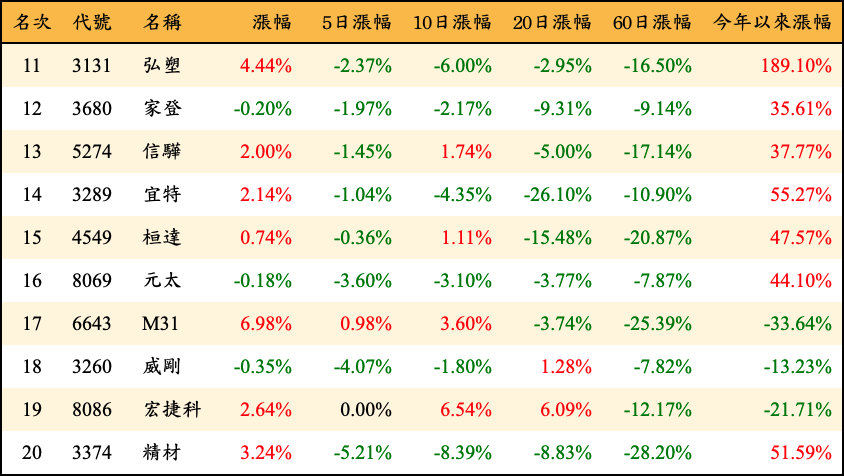 名次 代號 名稱 漲幅 5日漲幅 10日漲幅 20日漲幅 60日漲幅 今年以來漲幅
11 3131 弘塑 4.44% -2.37% -6.00% -2.95% -16.50% 189.10%
12 3680 家登 -0.20% -1.97% -2.17% -9.31% -9.14% 35.61%
13 5274 信驊 2.00% -1.45% 1.74% -5.00% -17.14% 37.77%
14 3289 宜特 2.14% -1.04% -4.35% -26.10% -10.90% 55.27%
15 4549 桓達 0.74% -0.36% 1.11% -15.48% -20.87% 47.57%
16 8069 元太 -0.18% -3.60% -3.10% -3.77% -7.87% 44.10%
17 6643 M31 6.98% 0.98% 3.60% -3.74% -25.39% -33.64%
18 3260 威剛 -0.35% -4.07% -1.80% 1.28% -7.82% -13.23%
19 8086 宏捷科 2.64% 0.00% 6.54% 6.09% -12.17% -21.71%
20 3374 精材 3.24% -5.21% -8.39% -8.83% -28.20% 51.59%